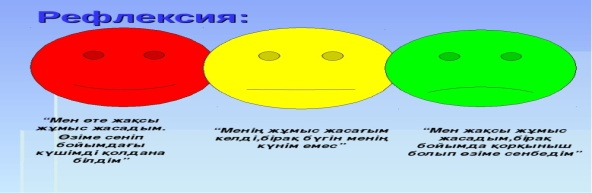 Рефлексия:
"Мен өте жақсы
жұмыс жасадым.
Өзіме сеніп
бойымдағы
күшімді қолдана
білдім"
"Менің жұмыс жасағым
келді,бірақ бүгін менің
күнім емес"
"Мен жақсы жұмыс
жасадым,бірақ
бойымда қорқыныш
болып өзіме сенбедім"